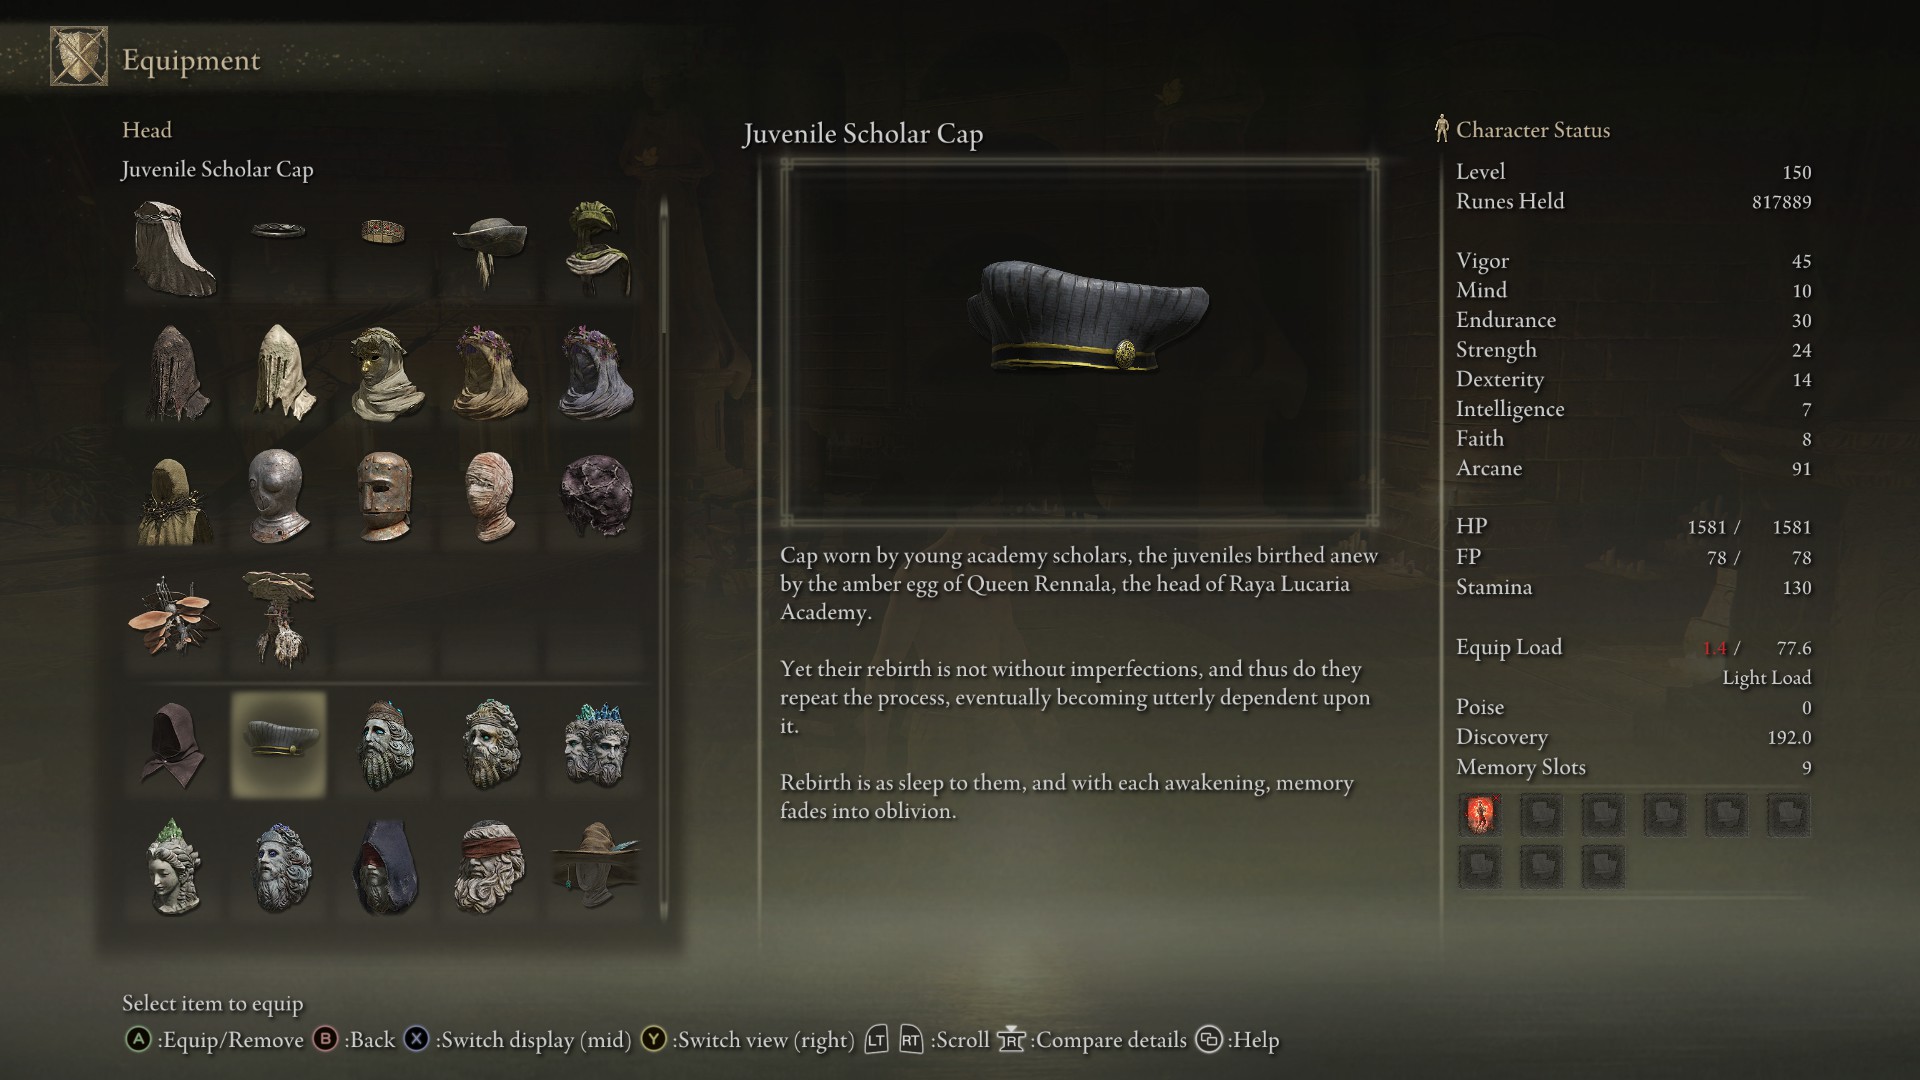 Equipment
Head
Juvenile Scholar Cap
Juvenile Scholar Cap
Cap worn by young academy scholars, the juveniles birthed anew
by the amber egg of Queen Rennala, the head of Raya Lucaria
Academy.
Yet their rebirth is not without imperfections, and thus do they
repeat the process, eventually becoming utterly dependent upon
it.
Rebirth is as sleep to them, and with each awakening, memory
fades into oblivion.
Character Status
Level 150
Runes Held 817889
Vigor 45
Mind 10
Endurance 30
Strength 24
Dexterity 14
Intelligence 7
Faith 8
Arcane 91
HP 1581 / 1581
FP 78 / 78
Stamina 130
Equip Load 1.4 / 77.6
Light Load
Poise 0
Discovery 192.0
Memory Slots 9
Select item to equip
A :Equip/Remove B :Back X :Switch display (mid) Y :Switch view (right) LT RT :Scroll R :Compare details :Help